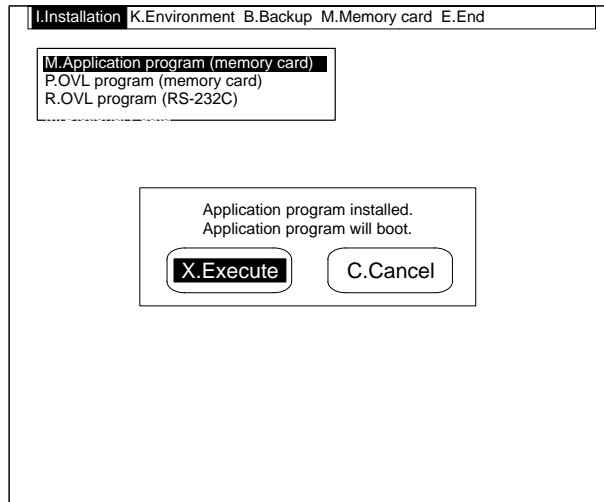 I.Installation K.Environment B.Backup M.Memory card E.End
M.Application program (memory card)
P.OVL program (memory card)
R.OVL program (RS-232C)
Application program installed.
Application program will boot.
X.Execute C.Cancel